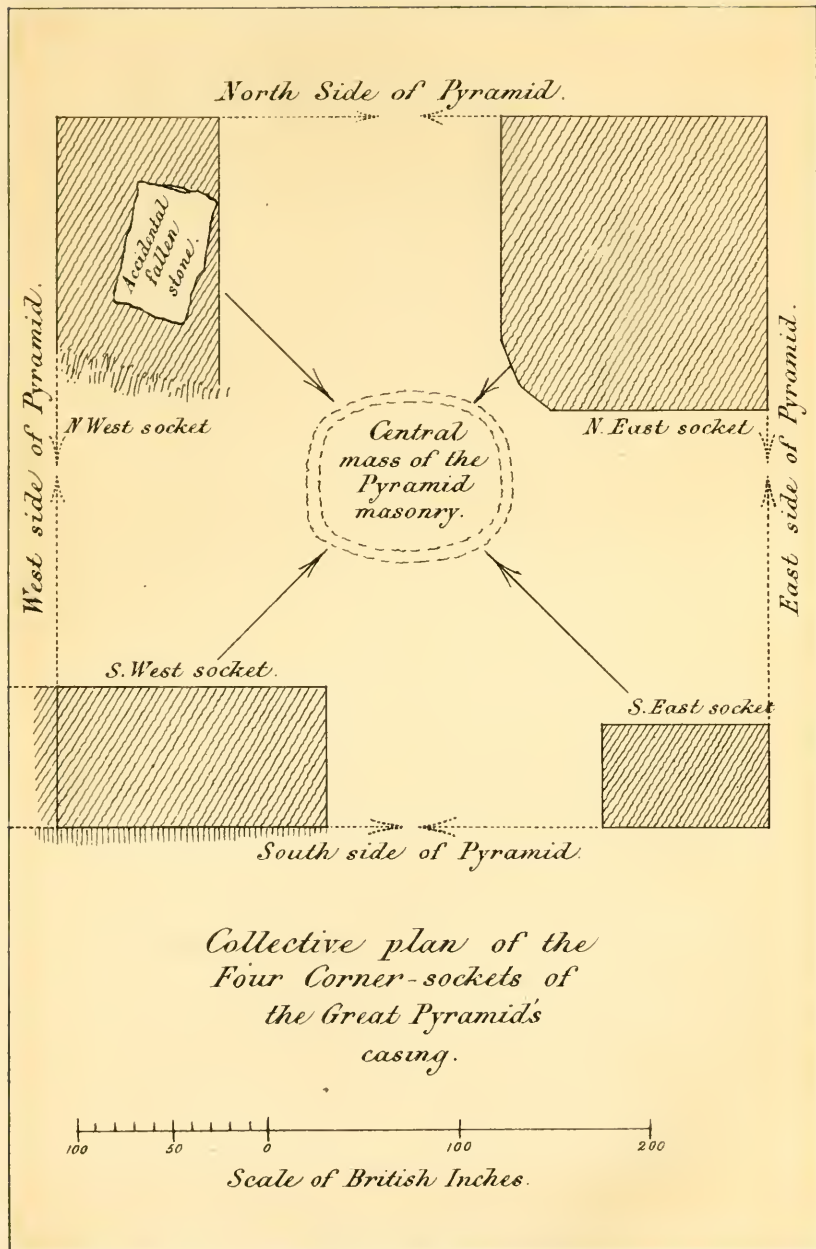 North Side of Pyramid.
Accidental
fallen
stone.
West side of Pyramid.
East side of Pyramid.
N West socket
N. East socket
Central
mass of the
Pyramid
masonry.
S. West socket.
S. East socket
South side of Pyramid.
Collective plan of the
Four Corner-sockets of
the Great Pyramid's
casing.
100 50 0 100 200
Scale of British Inches.